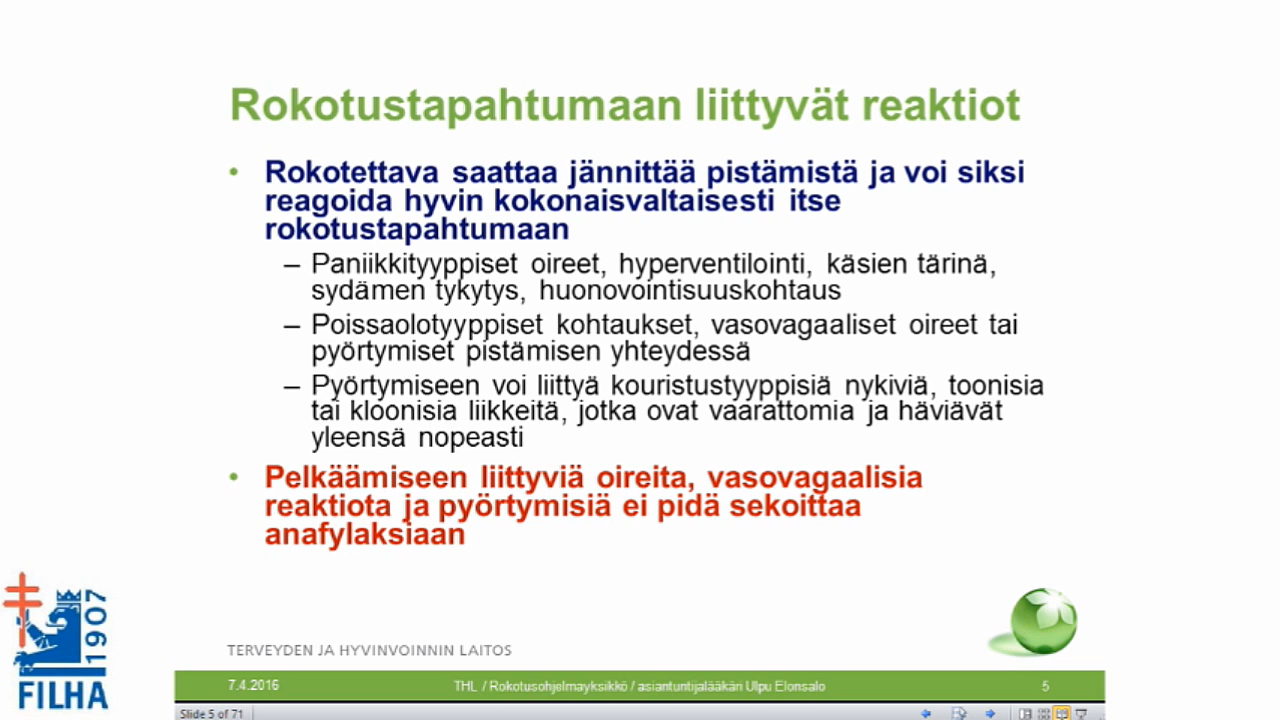 Rokotustapahtumaan liittyvät reaktiot
• Rokotettava saattaa jännittää pistämistä ja voi siksi
reagoida hyvin kokonaisvaltaisesti itse
rokotustapahtumaan
– Paniikkityyppiset oireet, hyperventilointi, käsien tärinä,
sydämen tykytys, huonovointisuuskohtaus
– Poissaolotyyppiset kohtaukset, vasovagaaliset oireet tai
pyörtymiset pistämisen yhteydessä
– Pyörtymiseen voi liittyä kouristustyyppisiä nykiviä, toonisia
tai kloonisia liikkeitä, jotka ovat vaarattomia ja häviävät
yleensä nopeasti
• Pelkäämiseen liittyviä oireita, vasovagaalisia
reaktiota ja pyörtymisiä ei pidä sekoittaa
anafylaksiaan
1907
FILHA
TERVEYDEN JA HYVINVOINNIN LAITOS
7.4.2016
THL / Rokotusohjelmayksikkö / asiantuntijalääkäri Ulpu Elonsalo
5
Slide 5 of 71